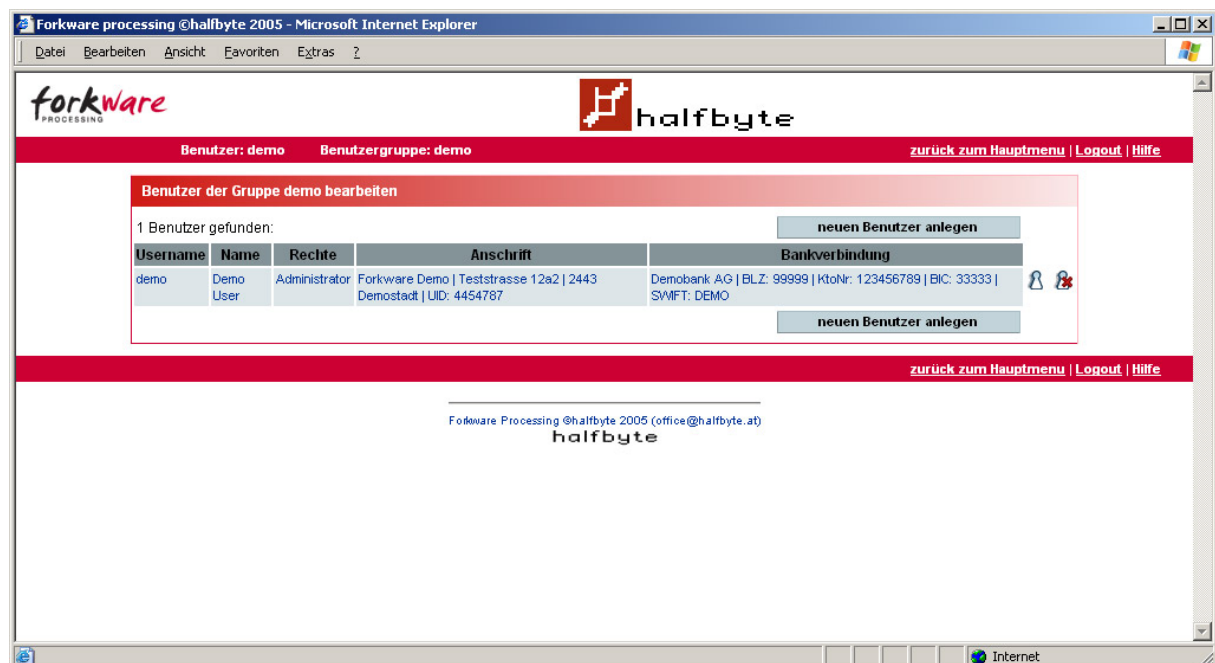 Forkware processing ©halfbyte 2005 - Microsoft Internet Explorer
Datei Bearbeiten Ansicht Favoriten Extras ?
forkware
PROCESSING
halfbyte
Benutzer: demo Benutzergruppe: demo zurück zum Hauptmenu | Logout | Hilfe
Benutzer der Gruppe demo bearbeiten
1 Benutzer gefunden: neuen Benutzer anlegen
Username Name Rechte Anschrift Bankverbindung
demo Demo Administrator Forkware Demo | Teststrasse 12a2 | 2443 Demobank AG | BLZ: 99999 | KtoNr: 123456789 | BIC: 33333 |
User Demostadt | UID: 4454787 SWIFT: DEMO
neuen Benutzer anlegen
zurück zum Hauptmenu | Logout | Hilfe
Forkware Processing ©halfbyte 2005 (office@halfbyte.at)
halfbyte
Internet